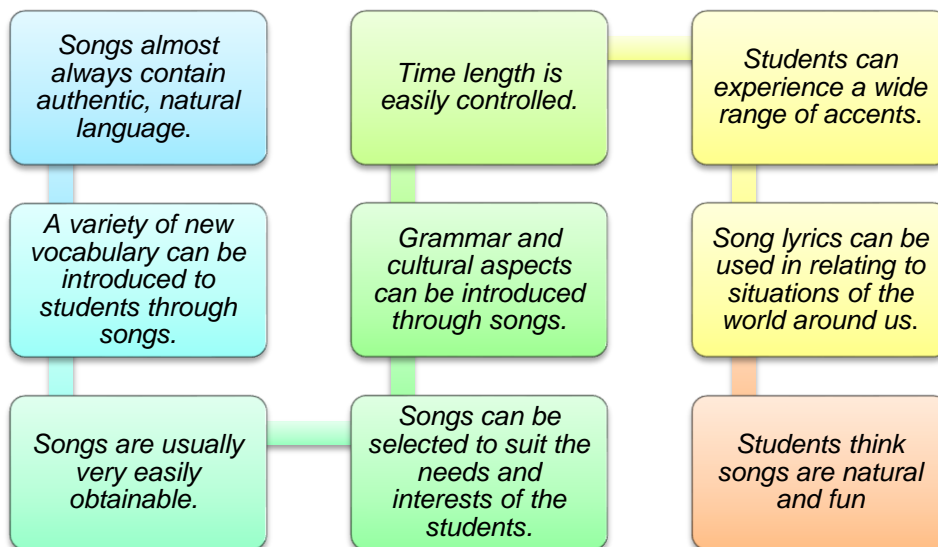 Songs almost
always contain
authentic, natural
language.
A variety of new
vocabulary can be
introduced to
students through
songs.
Songs are usually
very easily
obtainable.
Songs can be
selected to suit the
needs and
interests of the
students.
Grammar and
cultural aspects
can be introduced
through songs.
Time length is
easily controlled.
Students can
experience a wide
range of accents.
Song lyrics can be
used in relating to
situations of the
world around us.
Students think
songs are natural
and fun